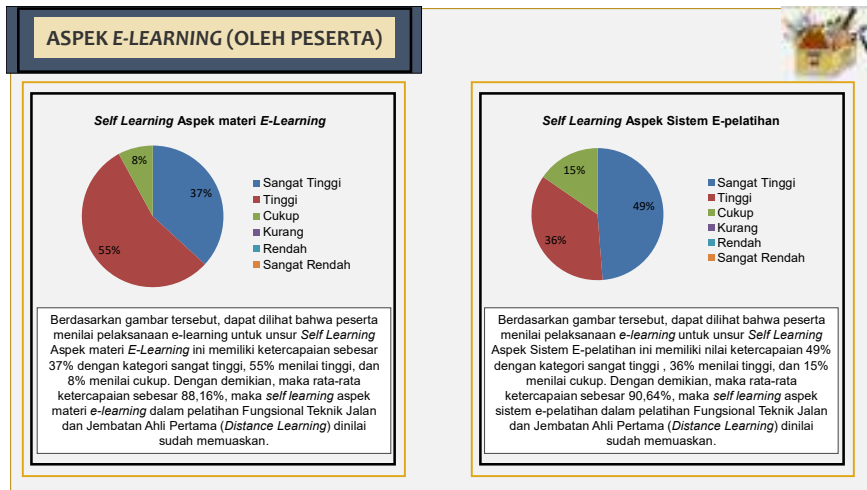 ASPEK E-LEARNING (OLEH PESERTA)
Self Learning Aspek materi E-Learning
8%
37%
55%
Sangat Tinggi
Tinggi
Cukup
Kurang
Rendah
Sangat Rendah
Berdasarkan gambar tersebut, dapat dilihat bahwa peserta
menilai pelaksanaan e-learning untuk unsur Self Learning
Aspek materi E-Learning ini memiliki ketercapaian sebesar
37% dengan kategori sangat tinggi, 55% menilai tinggi, dan
8% menilai cukup. Dengan demikian, maka rata-rata
ketercapaian sebesar 88,16%, maka self learning aspek
materi e-learning dalam pelatihan Fungsional Teknik Jalan
dan Jembatan Ahli Pertama (Distance Learning) dinilai
sudah memuaskan.
Self Learning Aspek Sistem E-pelatihan
15%
49%
36%
Sangat Tinggi
Tinggi
Cukup
Kurang
Rendah
Sangat Rendah
Berdasarkan gambar tersebut, dapat dilihat bahwa peserta
menilai pelaksanaan e-learning untuk unsur Self Learning
Aspek Sistem E-pelatihan ini memiliki nilai ketercapaian 49%
dengan kategori sangat tinggi , 36% menilai tinggi, dan 15%
menilai cukup. Dengan demikian, maka rata-rata
ketercapaian sebesar 90,64%, maka self learning aspek
sistem e-pelatihan dalam pelatihan Fungsional Teknik Jalan
dan Jembatan Ahli Pertama (Distance Learning) dinilai
sudah memuaskan.